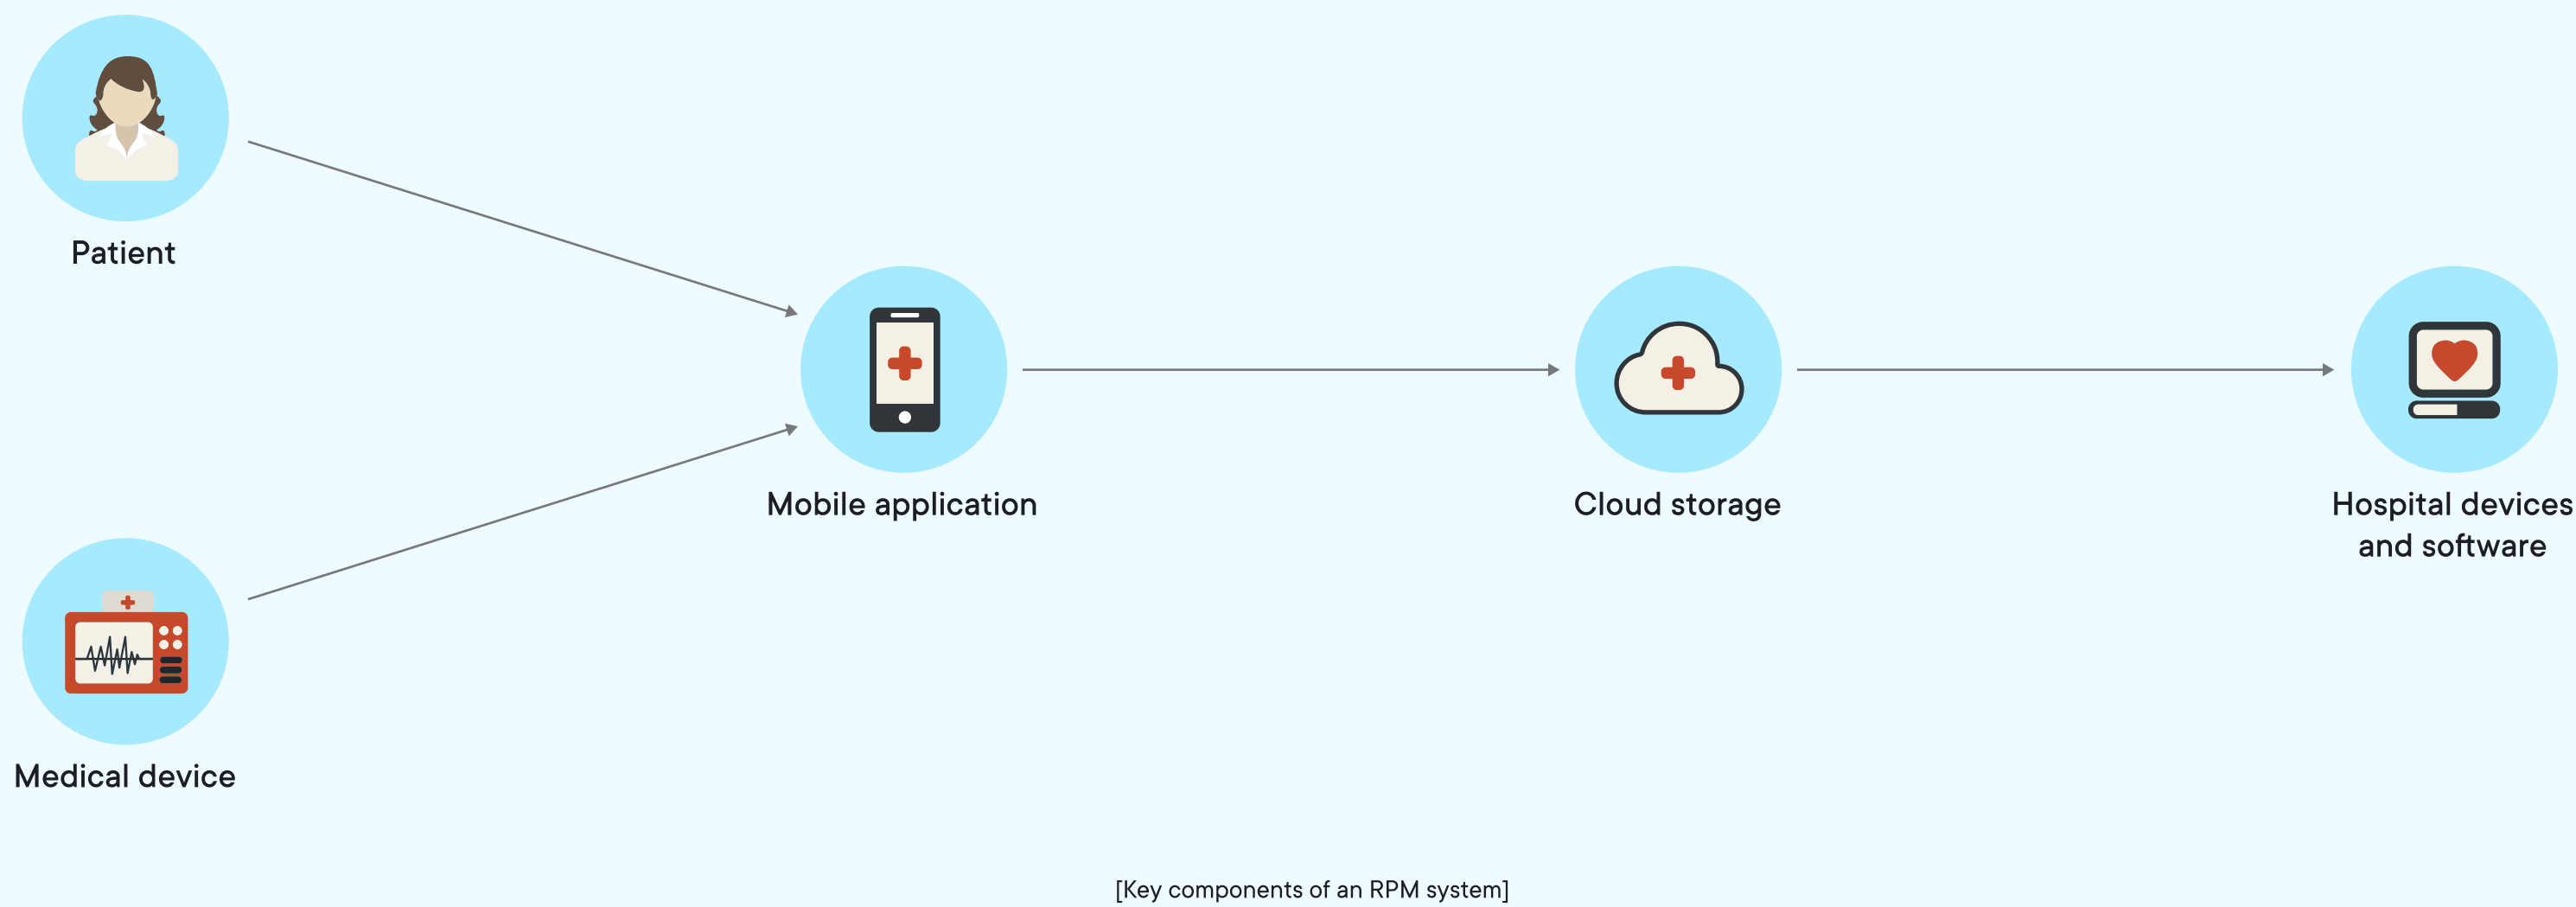 Patient
Mobile application
Cloud storage
Hospital devices
and software
Medical device
[Key components of an RPM system]